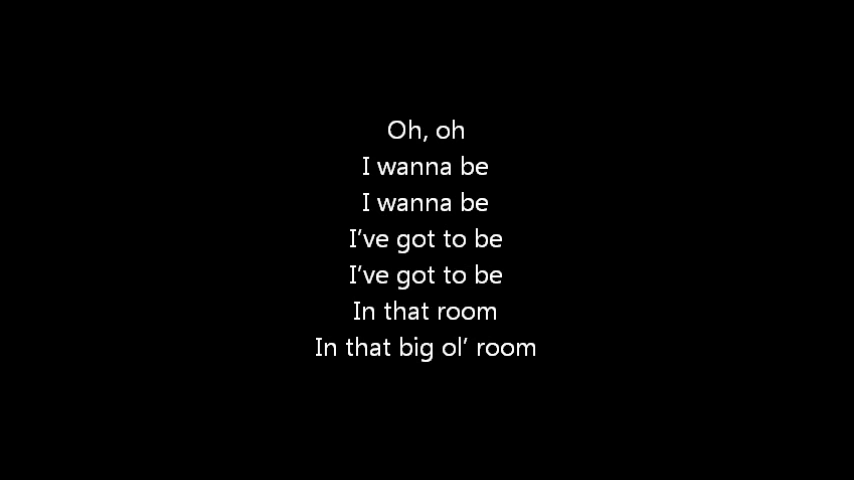 Oh, oh
I wanna be
I wanna be
I’ve got to be
I’ve got to be
In that room
In that big ol’ room